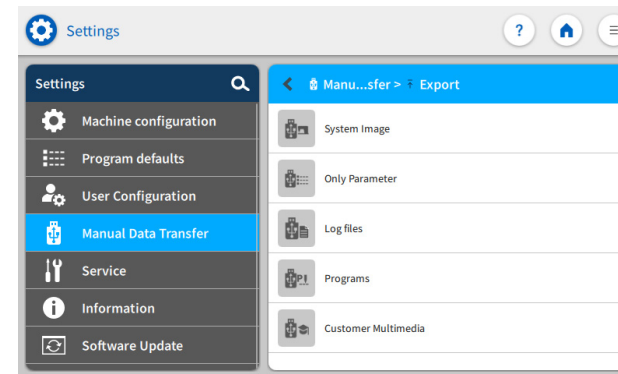 Settings
?
Settings
Manu...sfer > Export
Machine configuration
Program defaults
User Configuration
Manual Data Transfer
Service
Information
Software Update
System Image
Only Parameter
Log files
P!
Programs
Customer Multimedia